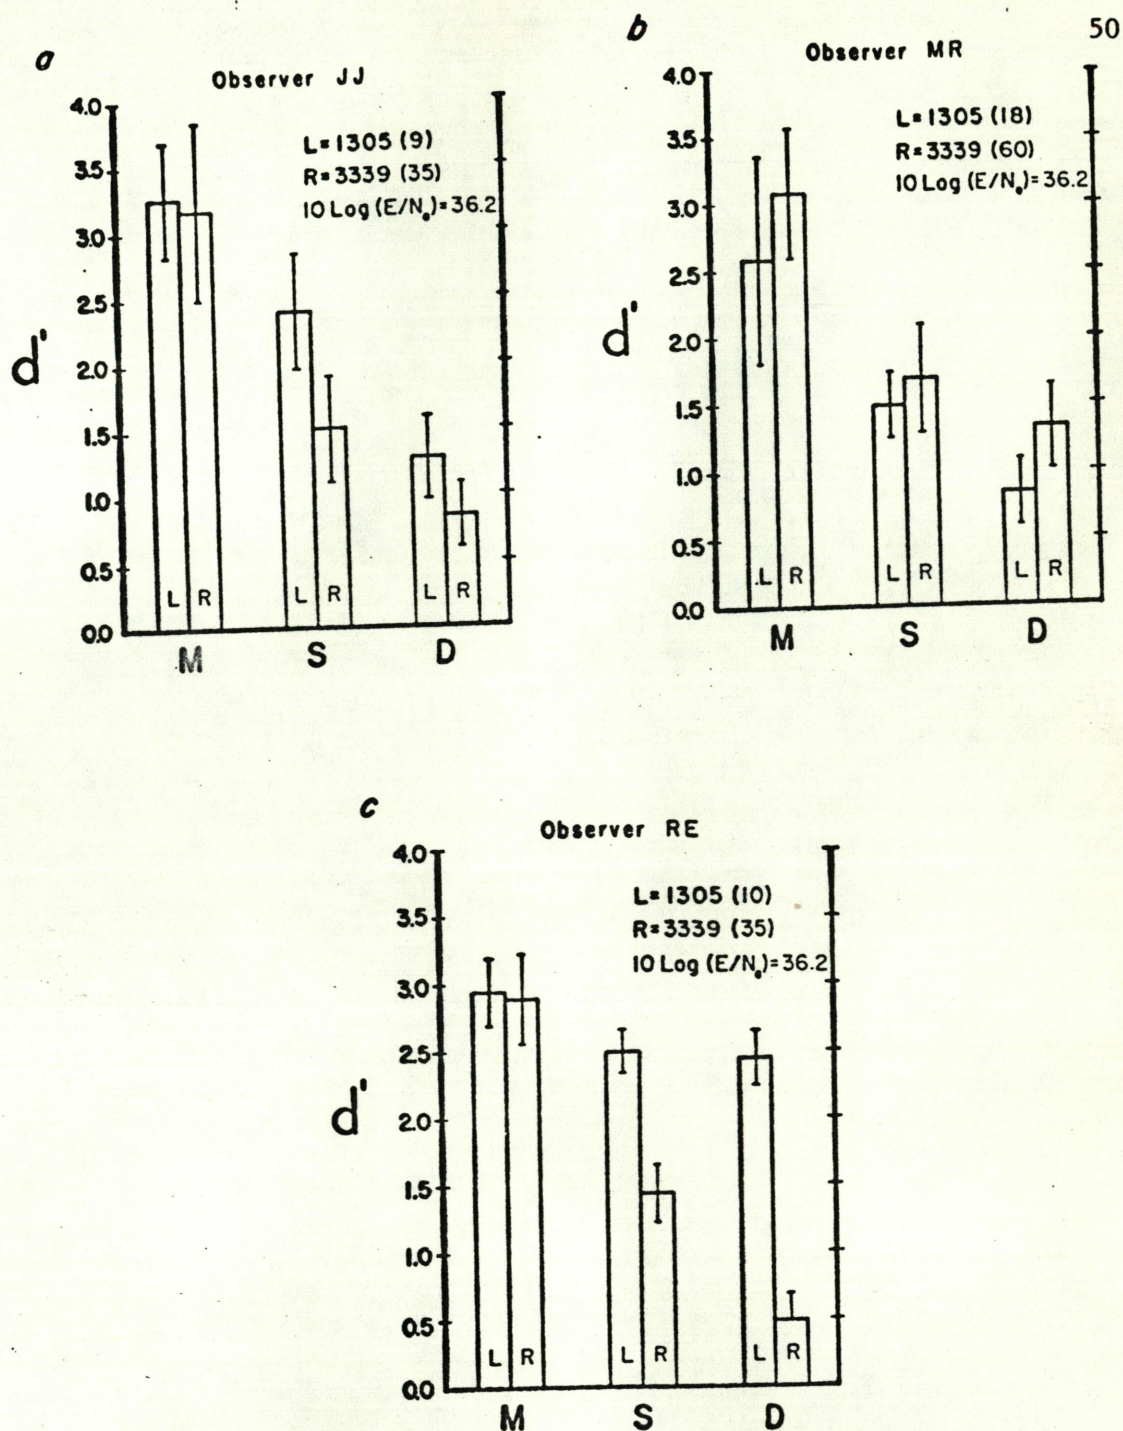 50
a
Observer JJ
L=1305 (9)
R=3339 (35)
10 Log (E/N₀)=36.2
4.0
3.5
3.0
2.5
2.0
1.5
1.0
0.5
0.0
d'
L R L R L R
M S D
b
Observer MR
L=1305 (18)
R=3339 (60)
10 Log (E/N₀)=36.2
4.0
3.5
3.0
2.5
2.0
1.5
1.0
0.5
0.0
d'
L R L R L R
M S D
c
Observer RE
L=1305 (10)
R=3339 (35)
10 Log (E/N₀)=36.2
4.0
3.5
3.0
2.5
2.0
1.5
1.0
0.5
0.0
d'
L R L R L R
M S D